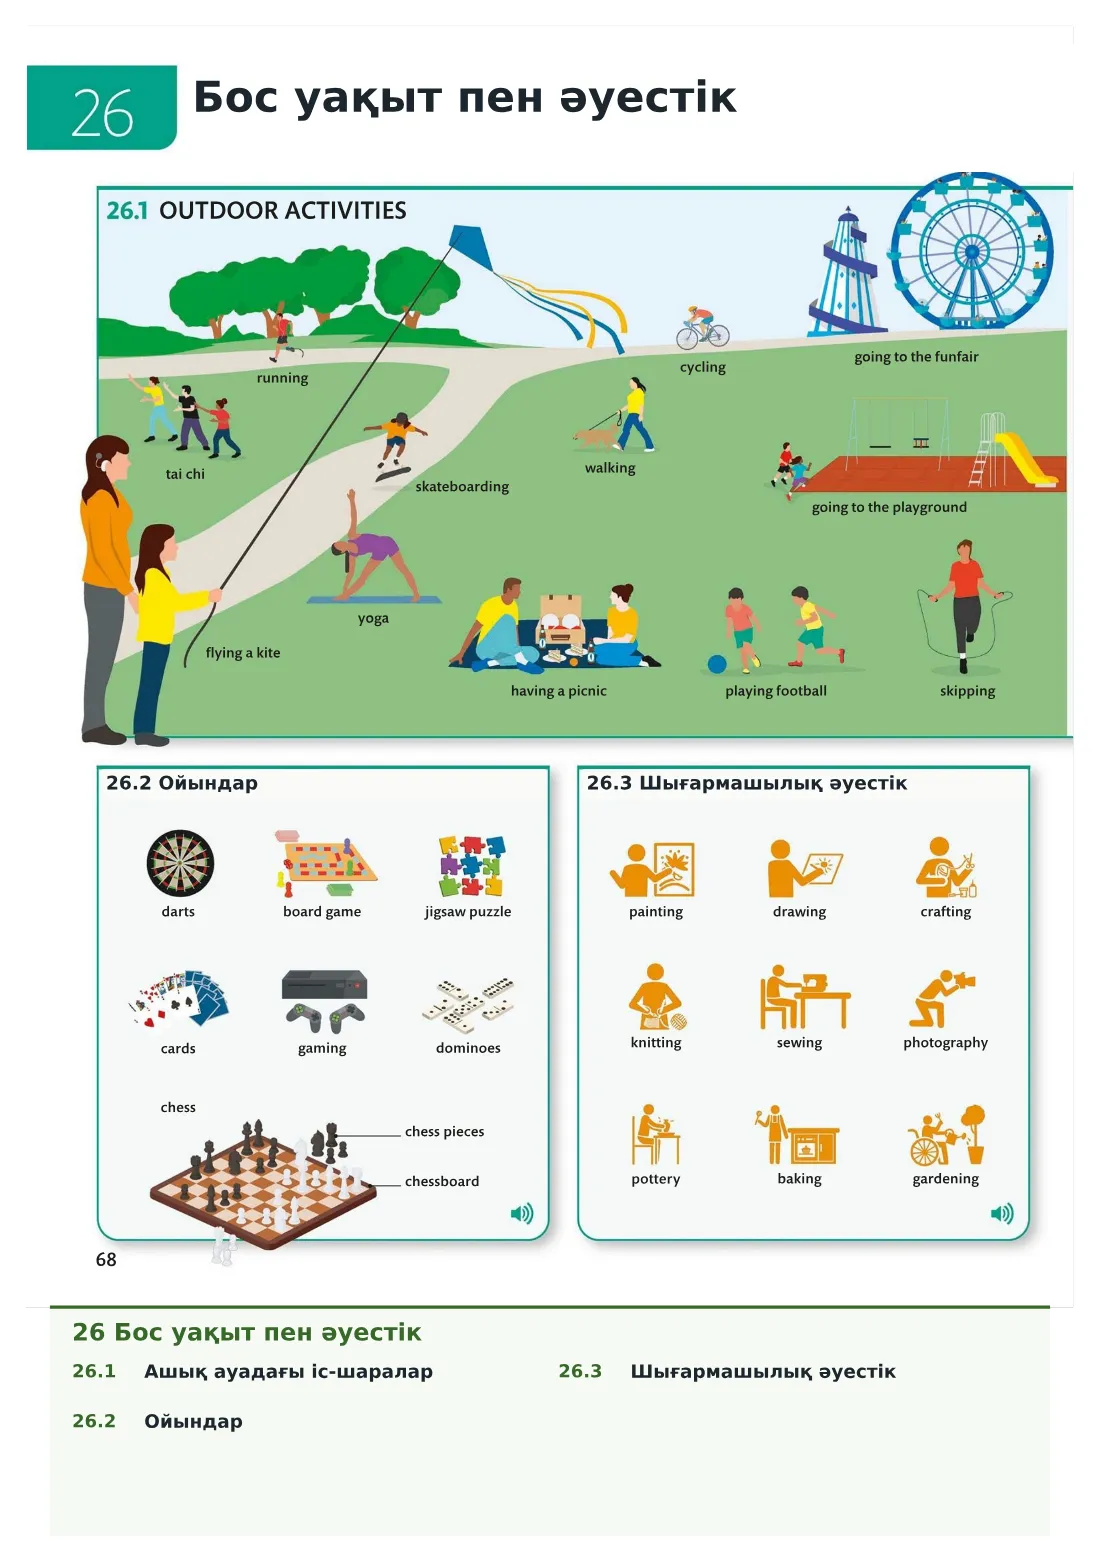 26
Бос уақыт пен әуестік
26.1 OUTDOOR ACTIVITIES
running
cycling
going to the funfair
tai chi
skateboarding
walking
going to the playground
yoga
flying a kite
having a picnic
playing football
skipping
26.2 Ойындар
darts
board game
jigsaw puzzle
cards
gaming
dominoes
chess
chess pieces
chessboard
26.3 Шығармашылық әуестік
painting
drawing
crafting
knitting
sewing
photography
pottery
baking
gardening
68
26 Бос уақыт пен әуестік
26.1 Ашық ауадағы іс-шаралар
26.2 Ойындар
26.3 Шығармашылық әуестік